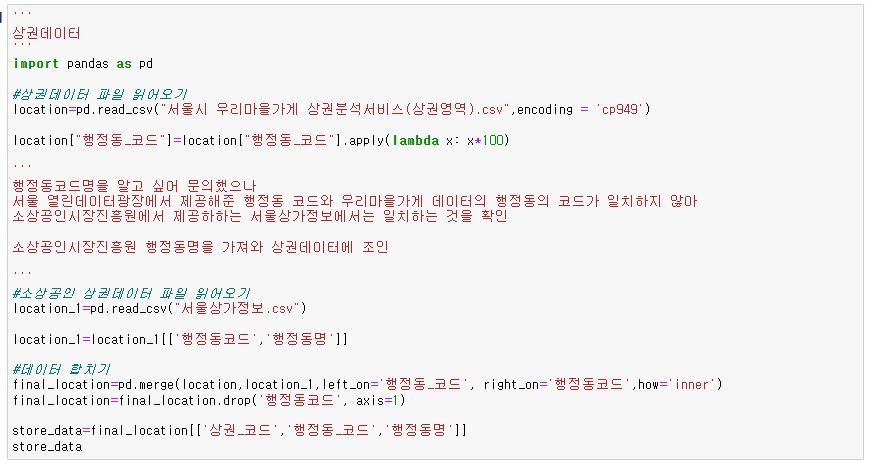 '''
상권데이터
'''
import pandas as pd
#상권데이터 파일 읽어오기
location=pd.read_csv("서울시 우리마을가게 상권분석서비스(상권영역).csv",encoding = 'cp949')
location["행정동_코드"]=location["행정동_코드"].apply(lambda x: x*100)
'''
행정동코드명을 알고 싶어 문의했으나
서울 열린데이터광장에서 제공해준 행정동 코드와 우리마을가게 데이터의 행정동의 코드가 일치하지 않아
소상공인시장진흥원에서 제공하하는 서울상가정보에서는 일치하는 것을 확인
소상공인시장진흥원 행정동명을 가져와 상권데이터에 조인
'''
#소상공인 상권데이터 파일 읽어오기
location_1=pd.read_csv("서울상가정보.csv")
location_1=location_1[['행정동코드','행정동명']]
#데이터 합치기
final_location=pd.merge(location,location_1,left_on='행정동_코드', right_on='행정동코드',how='inner')
final_location=final_location.drop('행정동코드', axis=1)
store_data=final_location[['상권_코드','행정동_코드','행정동명']]
store_data